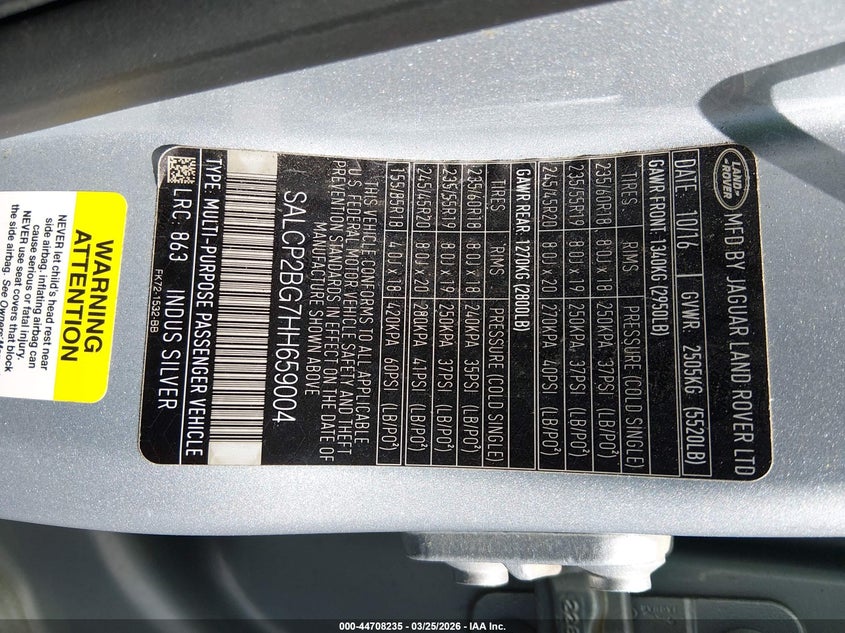 LAND-
ROVER
MFD BY JAGUAR LAND ROVER LTD
DATE 10/16 GVWR 2505KG (5520LB)
GAWR FRONT 1340KG (2950LB)
TIRES RIMS PRESSURE (COLD SINGLE)
235/60R18 8.0J x 18 250KPA 37PSI (LB/PO²)
235/55R19 8.0J x 19 250KPA 37PSI (LB/PO²)
245/45R20 8.0J x 20 270KPA 40PSI (LB/PO²)
GAWR REAR 1270KG (2800LB)
TIRES RIMS PRESSURE (COLD SINGLE)
235/60R18 8.0J x 18 240KPA 35PSI (LB/PO²)
235/55R19 8.0J x 19 250KPA 37PSI (LB/PO²)
245/45R20 8.0J x 20 280KPA 41PSI (LB/PO²)
155/85R18 4.0J x 18 420KPA 60PSI (LB/PO²)
THIS VEHICLE CONFORMS TO ALL APPLICABLE
U.S. FEDERAL MOTOR VEHICLE SAFETY AND THEFT
PREVENTION STANDARDS IN EFFECT ON THE DATE OF
MANUFACTURE SHOWN ABOVE
SALCP2BG7HH659004
TYPE: MULTI-PURPOSE PASSENGER VEHICLE
LRC 863 INDUS SILVER
FK72-1532-BB
WARNING
ATTENTION
NEVER let child's head rest near
side airbag, inflating airbag can
cause serious or fatal injury.
NEVER use seat covers that block
the side airbag. See Owners
000-44708235 - 03/25/2026 - IAA Inc.